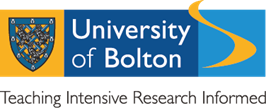 University
of Bolton
Teaching Intensive Research Informed